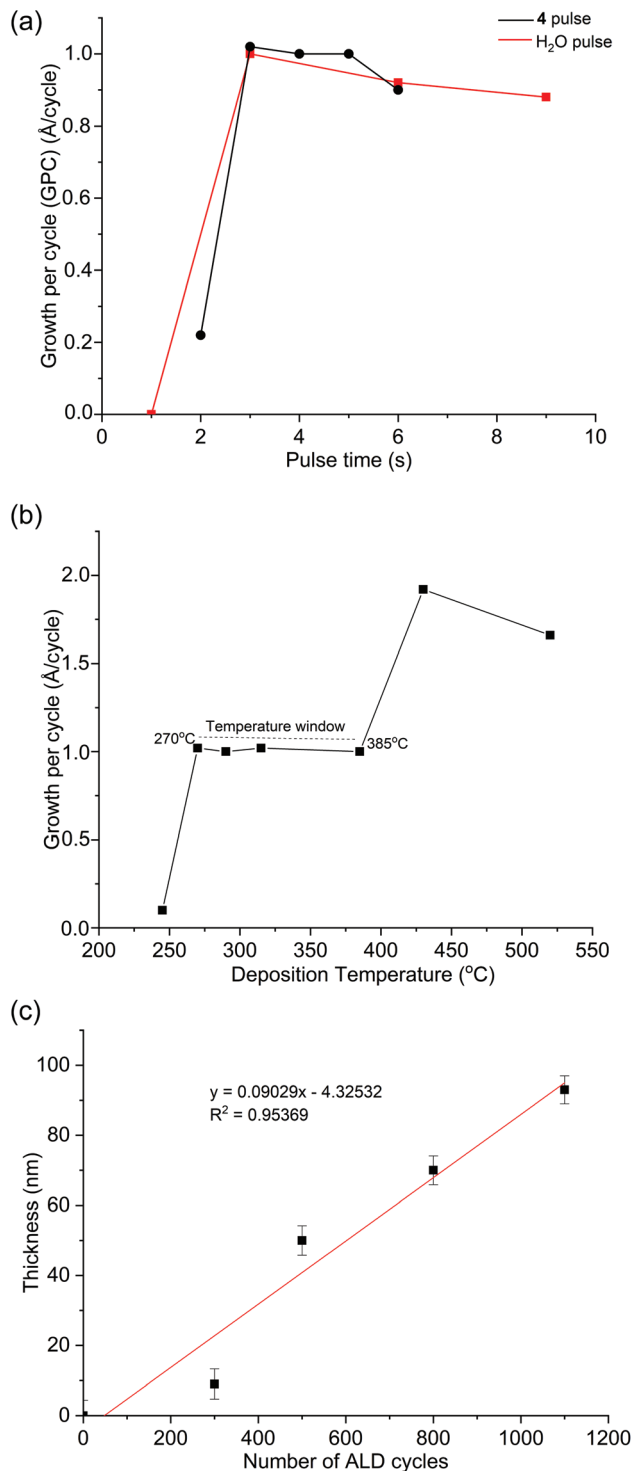 (a)
4 pulse
H₂O pulse
Growth per cycle (GPC) (Å/cycle)
1.0
0.8
0.6
0.4
0.2
0.0
0 2 4 6 8 10
Pulse time (s)
(b)
Growth per cycle (Å/cycle)
2.0
1.5
1.0
0.5
0.0
Temperature window
270°C
385°C
200 250 300 350 400 450 500 550
Deposition Temperature (°C)
(c)
Thickness (nm)
100
80
60
40
20
0
y = 0.09029x - 4.32532
R² = 0.95369
0 200 400 600 800 1000 1200
Number of ALD cycles